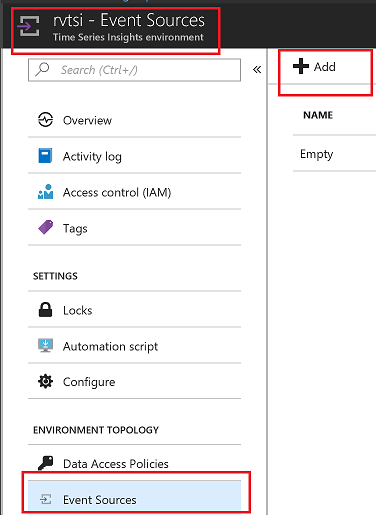 rvtsi - Event Sources
Time Series Insights environment
Search (Ctrl+/)
«
Add
Overview
Activity log
Access control (IAM)
Tags
SETTINGS
Locks
Automation script
Configure
ENVIRONMENT TOPOLOGY
Data Access Policies
Event Sources
NAME
Empty